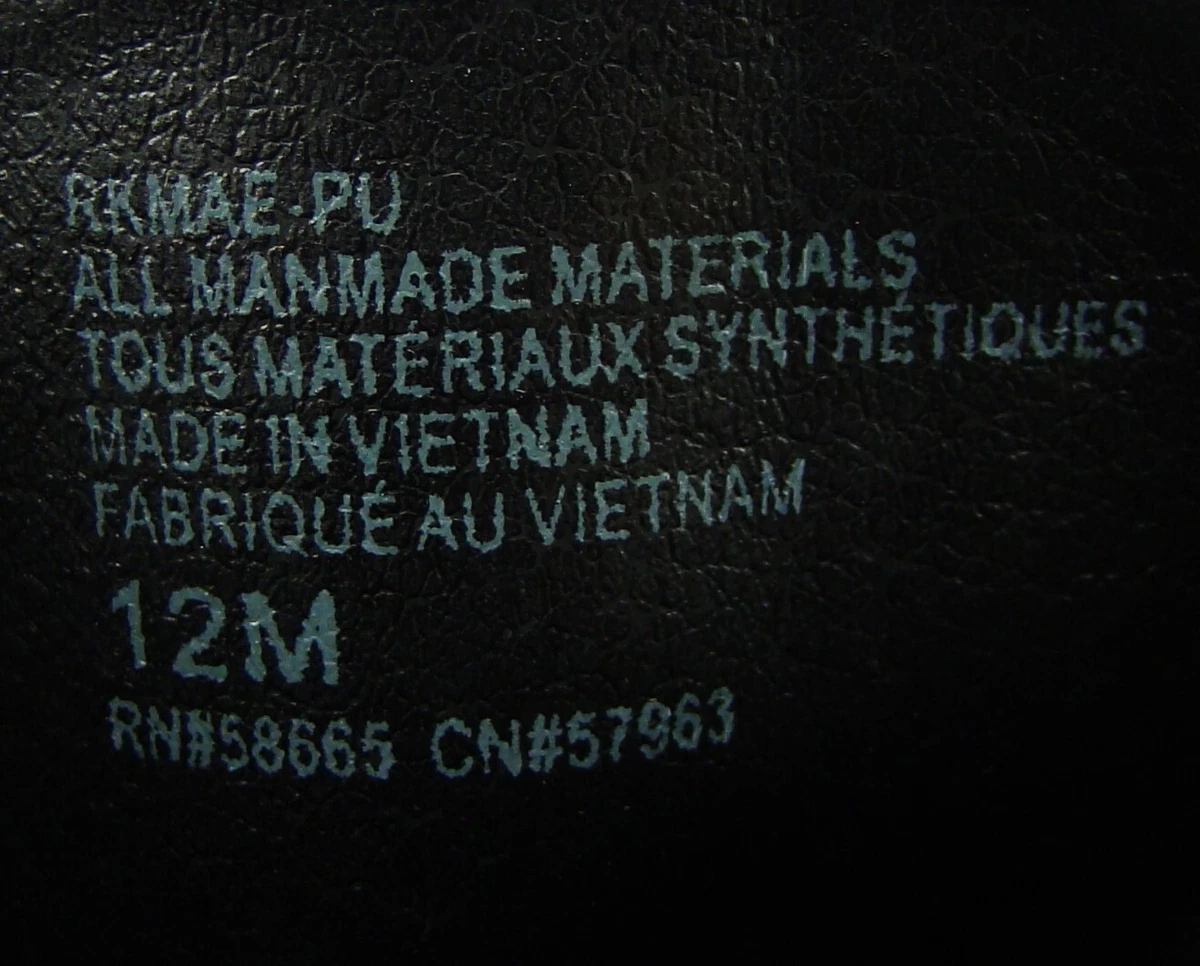 RKMAE-PU
ALL MANMADE MATERIALS
TOUS MATÉRIAUX SYNTHÉTIQUES
MADE IN VIETNAM
FABRIQUÉ AU VIETNAM
12M
RN#58665 CN#57963